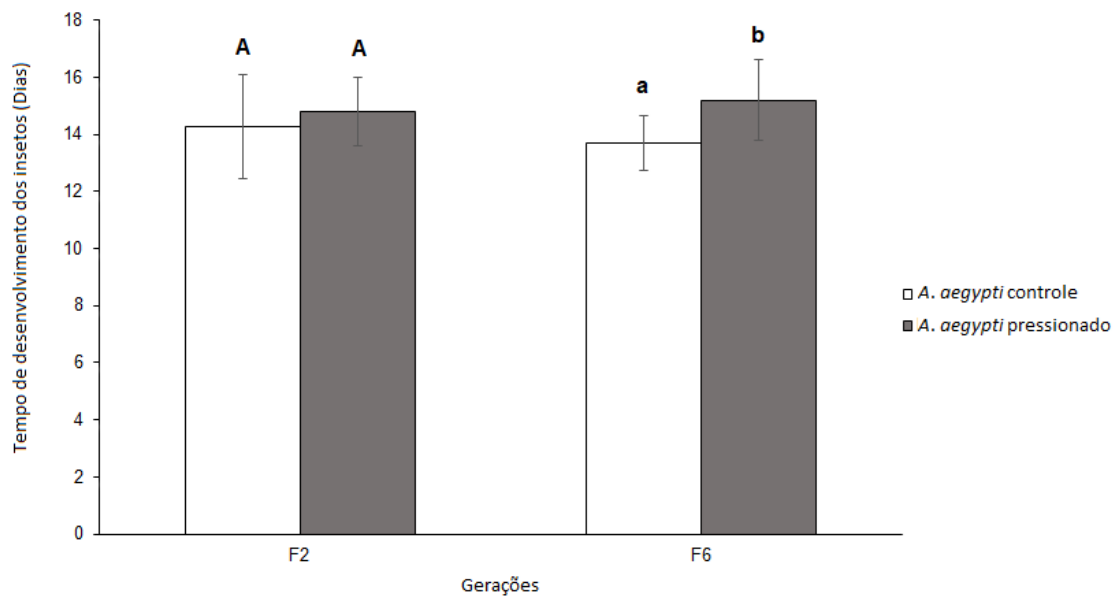 Tempo de desenvolvimento dos insetos (Dias)
18
16
14
12
10
8
6
4
2
0
A
A
a
b
F2
F6
Gerações
A. aegypti controle
A. aegypti pressionado